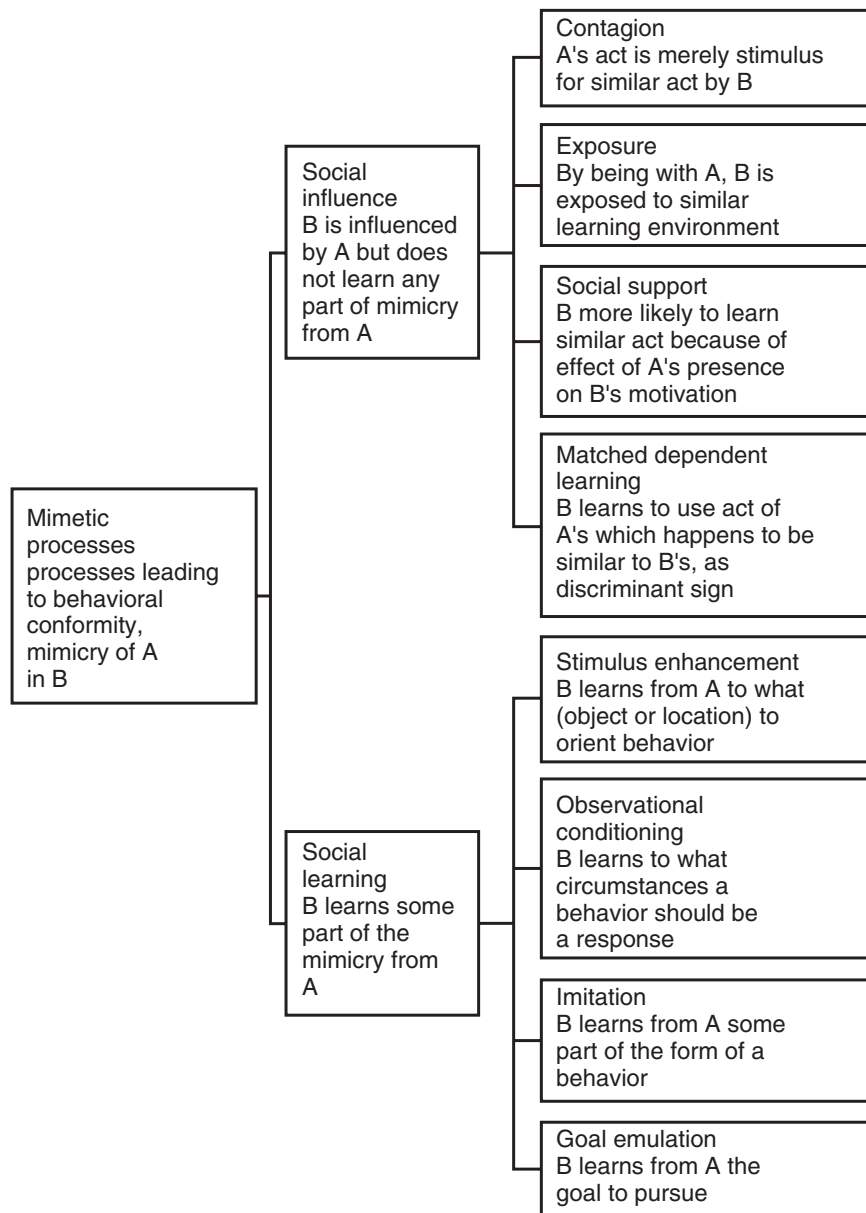 Mimetic
processes
processes leading
to behavioral
conformity,
mimicry of A
in B
Social
influence
B is influenced
by A but does
not learn any
part of mimicry
from A
Contagion
A's act is merely stimulus
for similar act by B
Exposure
By being with A, B is
exposed to similar
learning environment
Social support
B more likely to learn
similar act because of
effect of A's presence
on B's motivation
Matched dependent
learning
B learns to use act of
A's which happens to be
similar to B's, as
discriminant sign
Social
learning
B learns some
part of the
mimicry from
A
Stimulus enhancement
B learns from A to what
(object or location) to
orient behavior
Observational
conditioning
B learns to what
circumstances a
behavior should be
a response
Imitation
B learns from A some
part of the form of a
behavior
Goal emulation
B learns from A the
goal to pursue